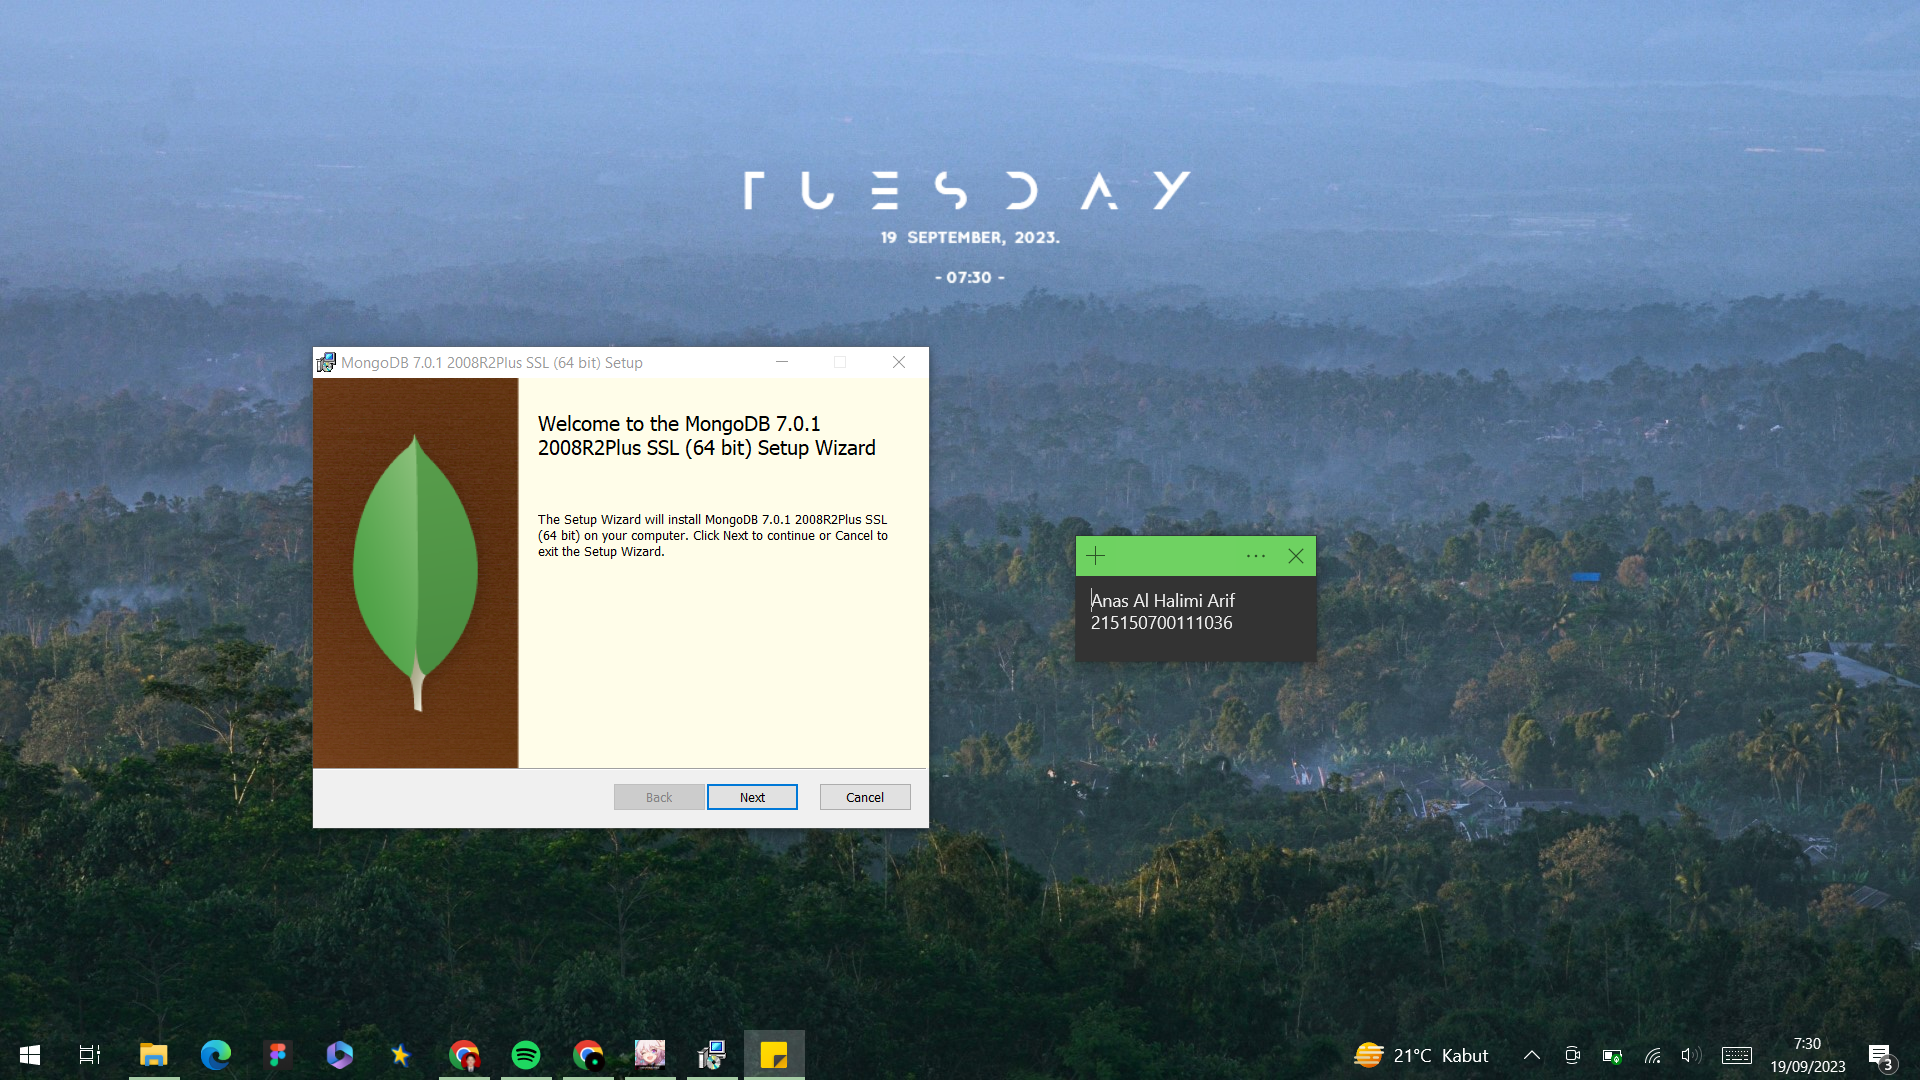 TUESDAY
19 SEPTEMBER, 2023.
- 07:30 -
MongoDB 7.0.1 2008R2Plus SSL (64 bit) Setup
Welcome to the MongoDB 7.0.1
2008R2Plus SSL (64 bit) Setup Wizard
The Setup Wizard will install MongoDB 7.0.1 2008R2Plus SSL
(64 bit) on your computer. Click Next to continue or Cancel to
exit the Setup Wizard.
Back
Next
Cancel
Anas Al Halimi Arif
215150700111036
21°C Kabut
7:30
19/09/2023
3